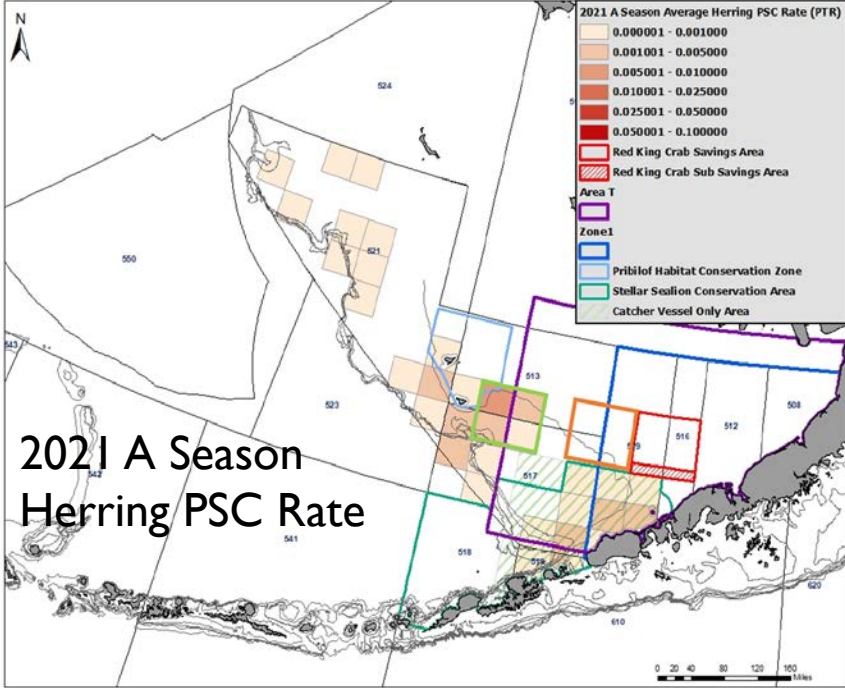 N
2021 A Season Average Herring PSC Rate (PTR)
0.000001 - 0.001000
0.001001 - 0.005000
0.005001 - 0.010000
0.010001 - 0.025000
0.025001 - 0.050000
0.050001 - 0.100000
Red King Crab Savings Area
Red King Crab Sub Savings Area
Area T
Zone1
Pribilof Habitat Conservation Zone
Stellar Sealion Conservation Area
Catcher Vessel Only Area
524
521
550
543
513
508
523
516
512
2021 A Season
Herring PSC Rate
542
517
541
518
519
620
610
0 20 40 80 120 160
Miles